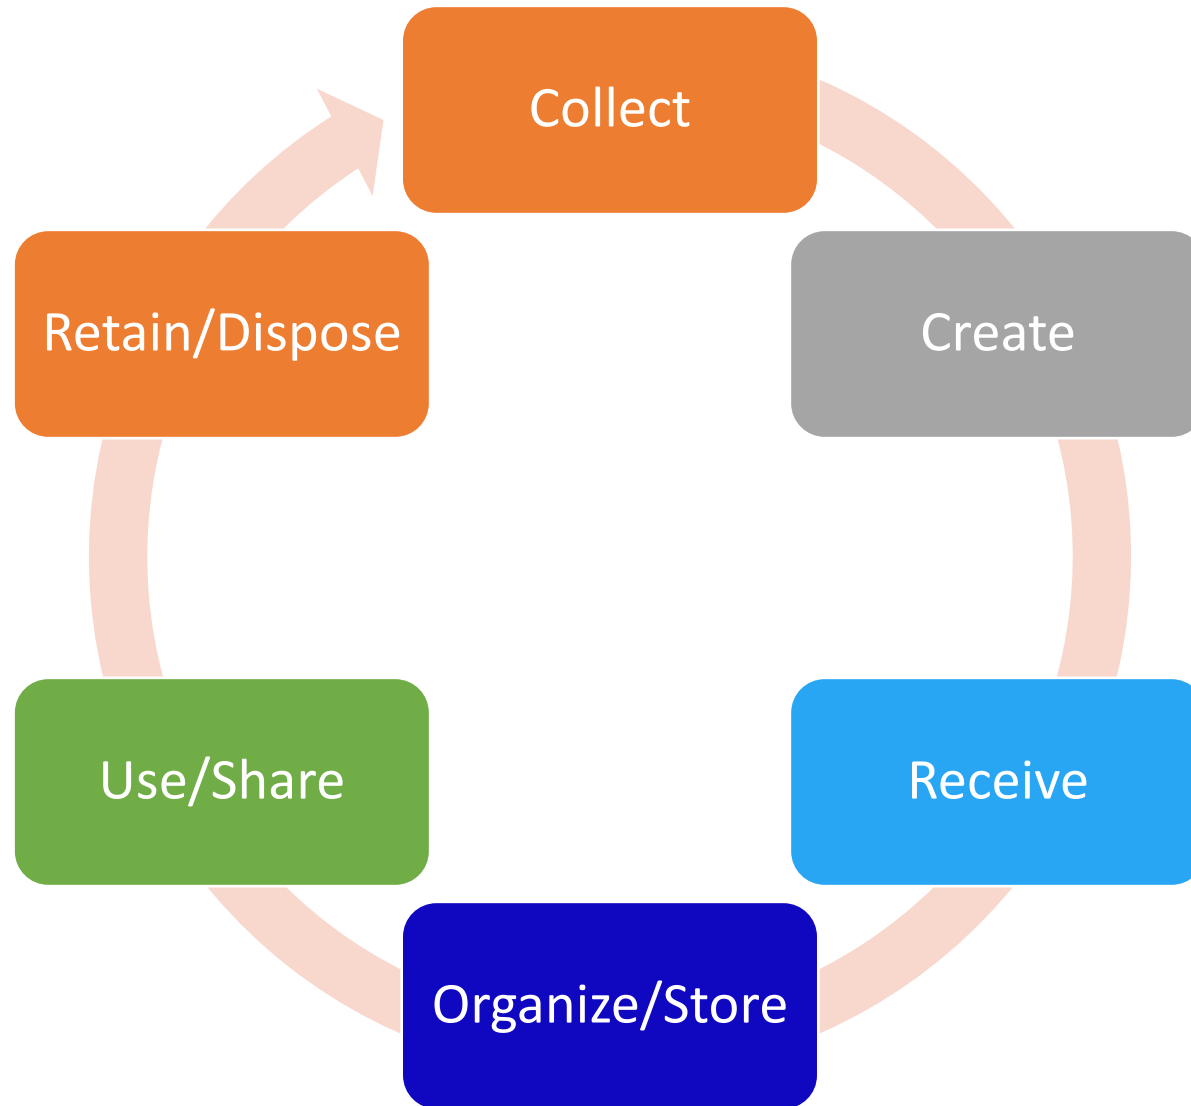 Collect
Create
Receive
Organize/Store
Use/Share
Retain/Dispose